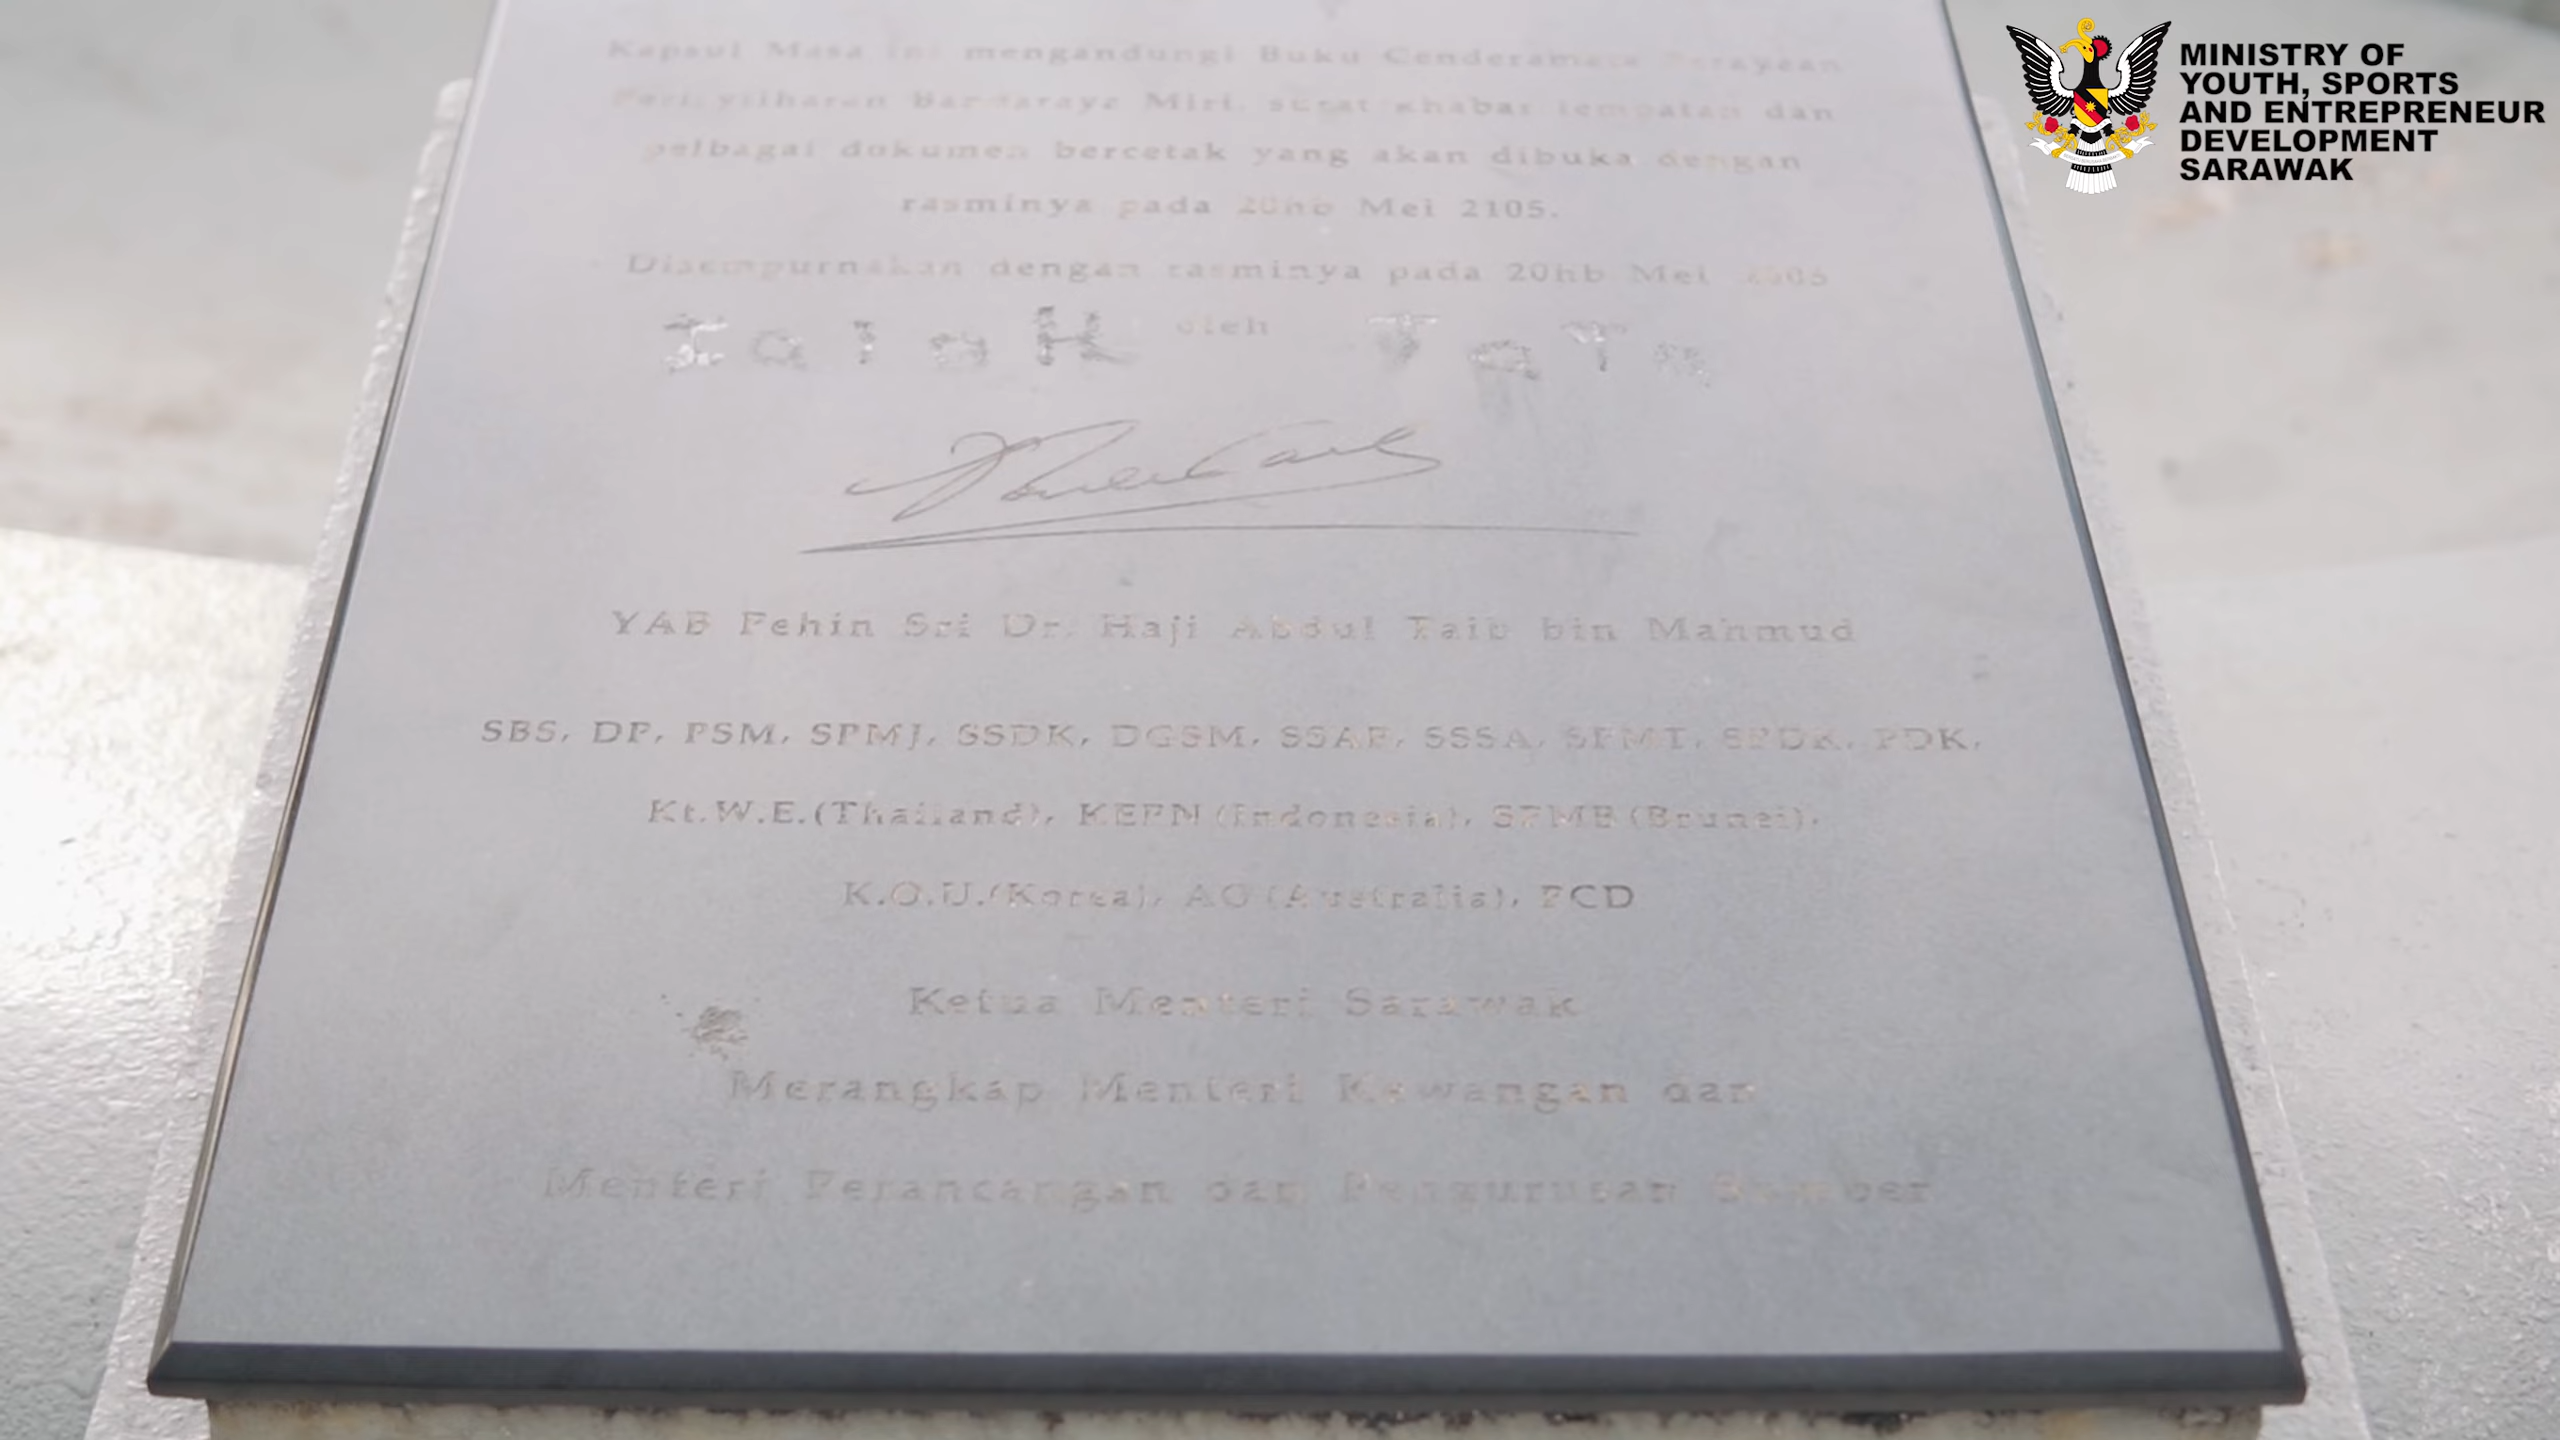 Kapsul Masa ini mengandungi Buku Cenderamata Perayaan
Perisytiharan Bandaraya Miri, surat khabar tempatan dan
pelbagai dokumen bercetak yang akan dibuka dengan
rasminya pada 20hb Mei 2105.
Disempurnakan dengan rasminya pada 20hb Mei 2005
oleh
YAB Pehin Sri Dr. Haji Abdul Taib bin Mahmud
SBS, DP, PSM, SPMJ, SSDK, DGSM, SSAP, SSSA, SPMT, SPDK, PDK,
Kt.W.E.(Thailand), KEPN (Indonesia), SPMB (Brunei),
K.O.U.(Korea), AO (Australia), PCD
Ketua Menteri Sarawak
Merangkap Menteri Kewangan dan
Menteri Perancangan dan Pengurusan Sumber
MINISTRY OF
YOUTH, SPORTS
AND ENTREPRENEUR
DEVELOPMENT
SARAWAK